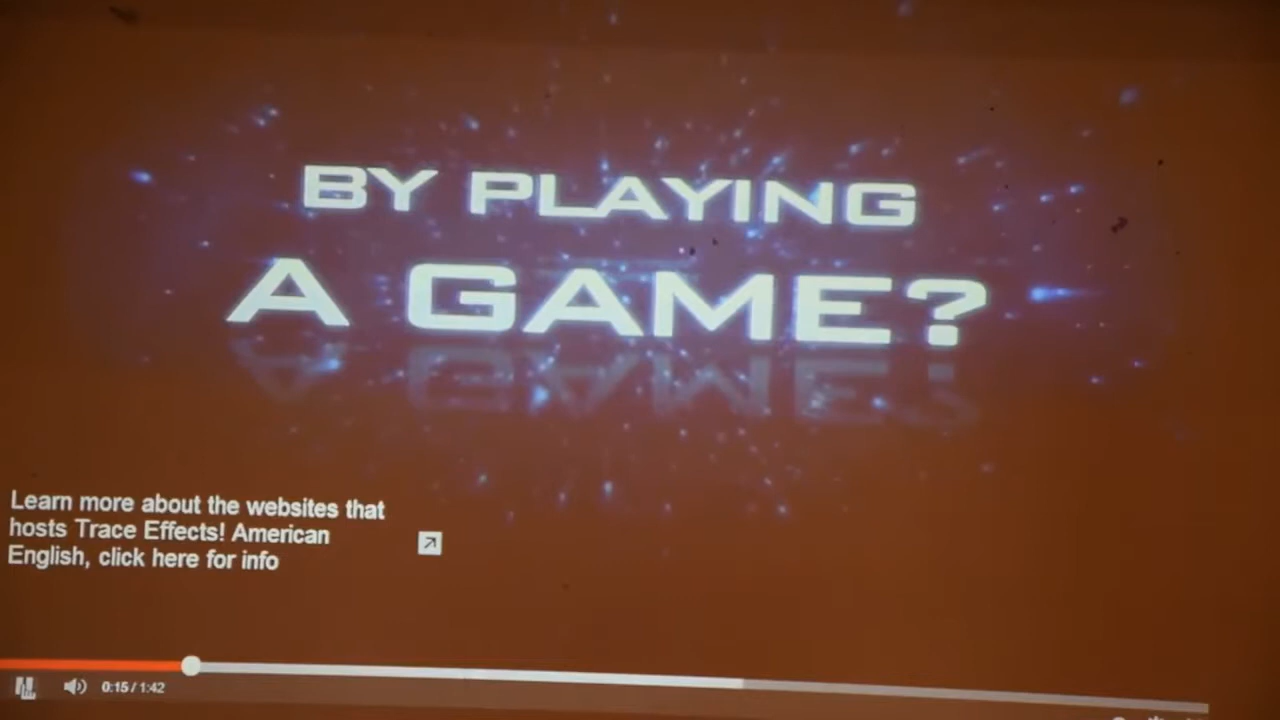 BY PLAYING
A GAME?
Learn more about the websites that
hosts Trace Effects! American
English, click here for info
0:15 / 1:42